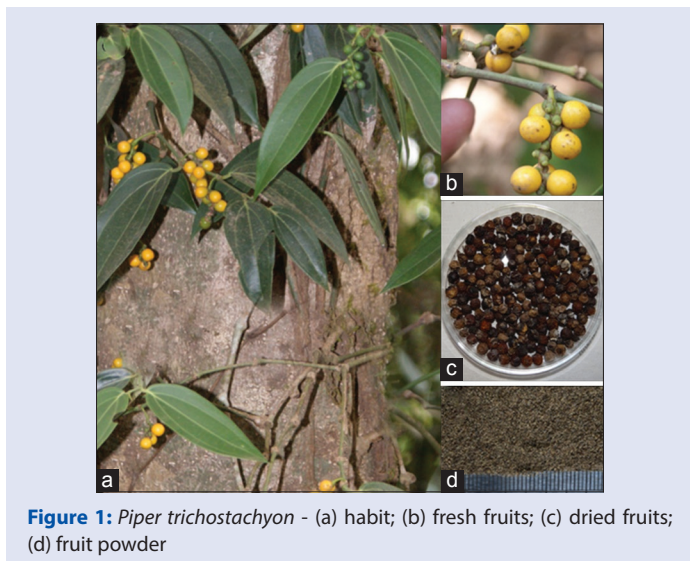 a
b
c
d
Figure 1: Piper trichostachyon - (a) habit; (b) fresh fruits; (c) dried fruits;
(d) fruit powder